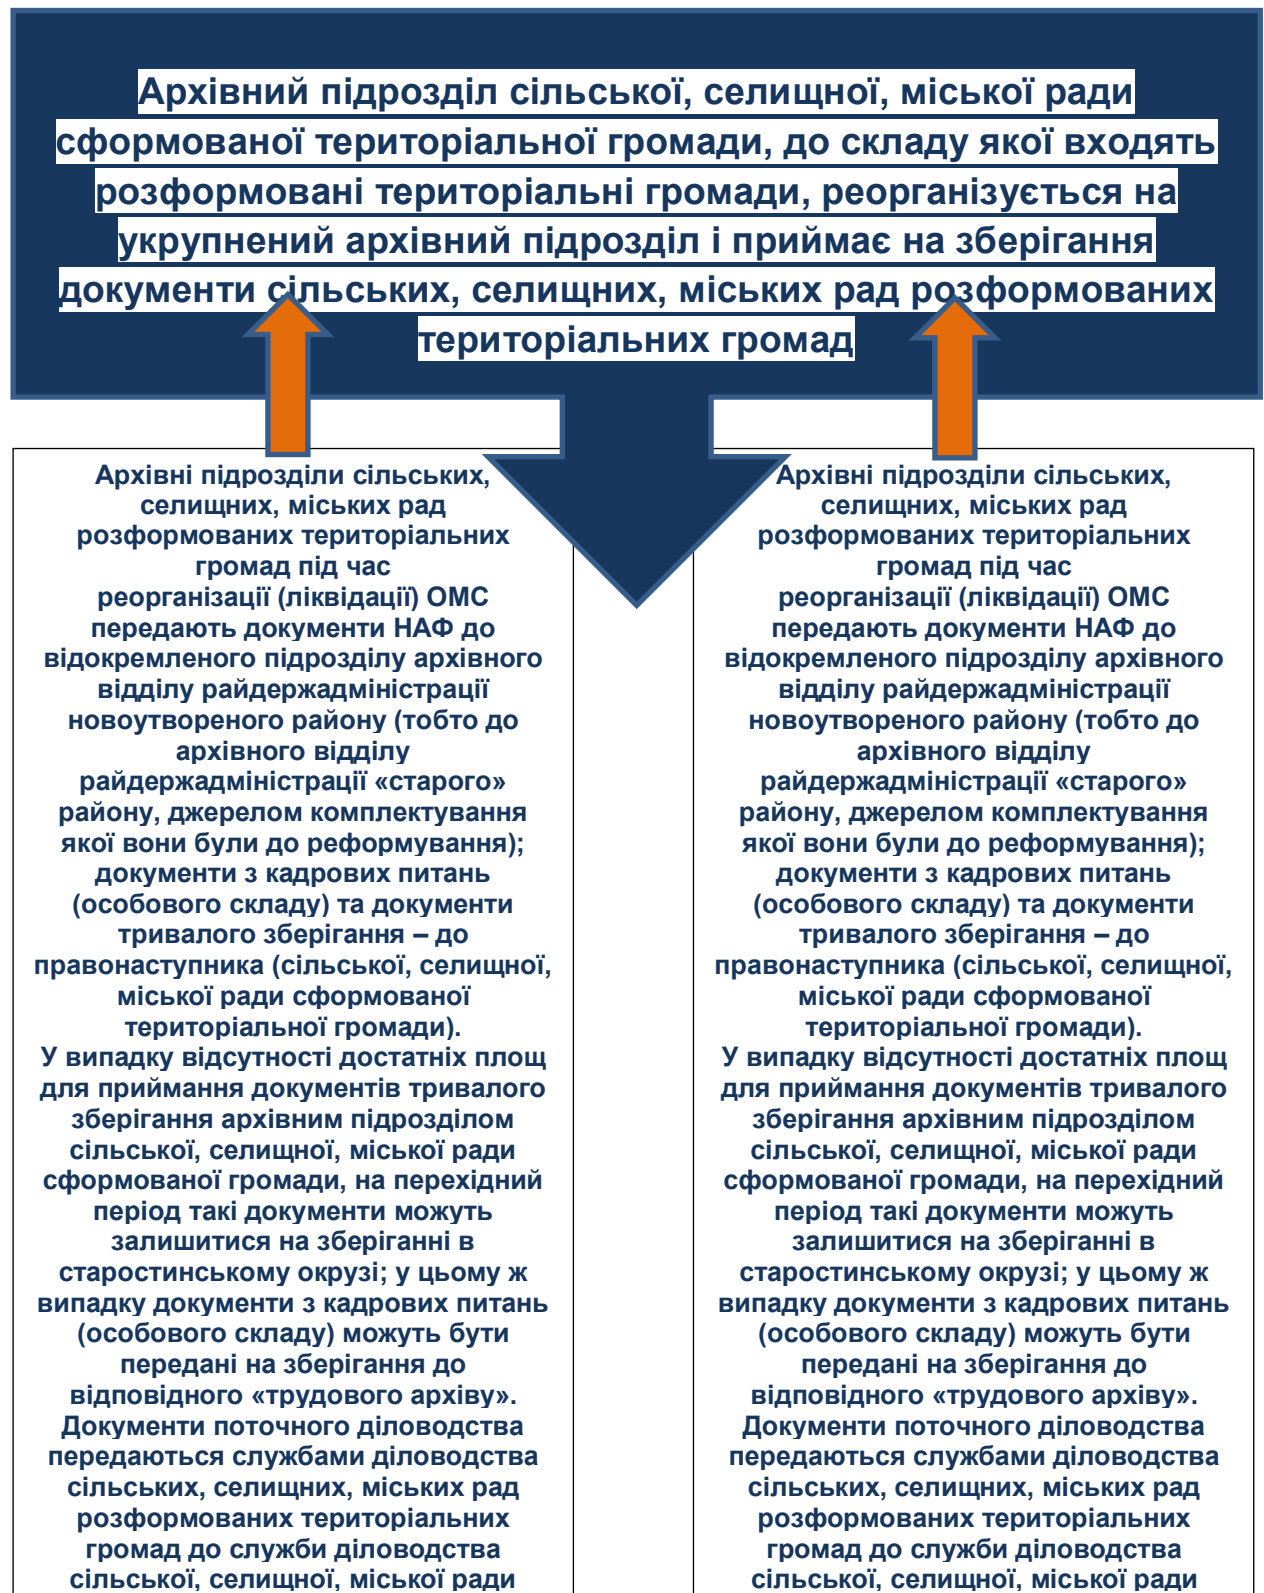 Архівний підрозділ сільської, селищної, міської ради
сформованої територіальної громади, до складу якої входять
розформовані територіальні громади, реорганізується на
укрупнений архівний підрозділ і приймає на зберігання
документи сільських, селищних, міських рад розформованих
територіальних громад
Архівні підрозділи сільських,
селищних, міських рад
розформованих територіальних
громад під час
реорганізації (ліквідації) ОМС
передають документи НАФ до
відокремленого підрозділу архівного
відділу райдержадміністрації
новоутвореного району (тобто до
архівного відділу
райдержадміністрації «старого»
району, джерелом комплектування
якої вони були до реформування);
документи з кадрових питань
(особового складу) та документи
тривалого зберігання – до
правонаступника (сільської, селищної,
міської ради сформованої
територіальної громади).
У випадку відсутності достатніх площ
для приймання документів тривалого
зберігання архівним підрозділом
сільської, селищної, міської ради
сформованої громади, на перехідний
період такі документи можуть
залишитися на зберіганні в
старостинському окрузі; у цьому ж
випадку документи з кадрових питань
(особового складу) можуть бути
передані на зберігання до
відповідного «трудового архіву».
Документи поточного діловодства
передаються службами діловодства
сільських, селищних, міських рад
розформованих територіальних
громад до служби діловодства
сільської, селищної, міської ради
Архівні підрозділи сільських,
селищних, міських рад
розформованих територіальних
громад під час
реорганізації (ліквідації) ОМС
передають документи НАФ до
відокремленого підрозділу архівного
відділу райдержадміністрації
новоутвореного району (тобто до
архівного відділу
райдержадміністрації «старого»
району, джерелом комплектування
якої вони були до реформування);
документи з кадрових питань
(особового складу) та документи
тривалого зберігання – до
правонаступника (сільської, селищної,
міської ради сформованої
територіальної громади).
У випадку відсутності достатніх площ
для приймання документів тривалого
зберігання архівним підрозділом
сільської, селищної, міської ради
сформованої громади, на перехідний
період такі документи можуть
залишитися на зберіганні в
старостинському окрузі; у цьому ж
випадку документи з кадрових питань
(особового складу) можуть бути
передані на зберігання до
відповідного «трудового архіву».
Документи поточного діловодства
передаються службами діловодства
сільських, селищних, міських рад
розформованих територіальних
громад до служби діловодства
сільської, селищної, міської ради